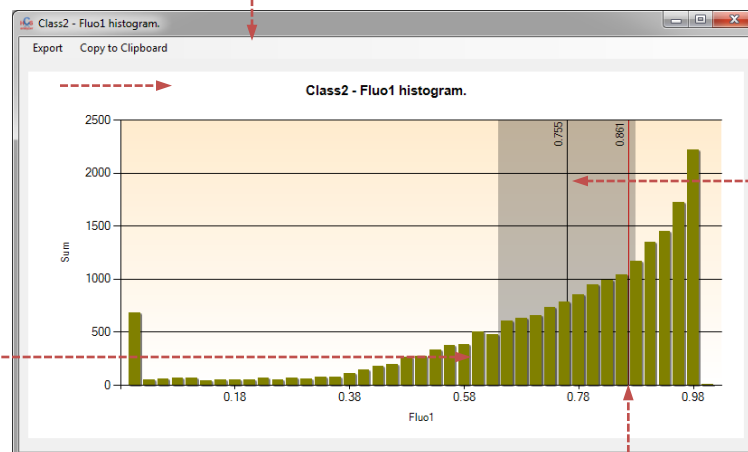 Class2 - Fluo1 histogram.
Export Copy to Clipboard
Class2 - Fluo1 histogram.
2500
2000
1500
1000
500
0
Sum
0.755
0.861
0.18 0.38 0.58 0.78 0.98
Fluo1